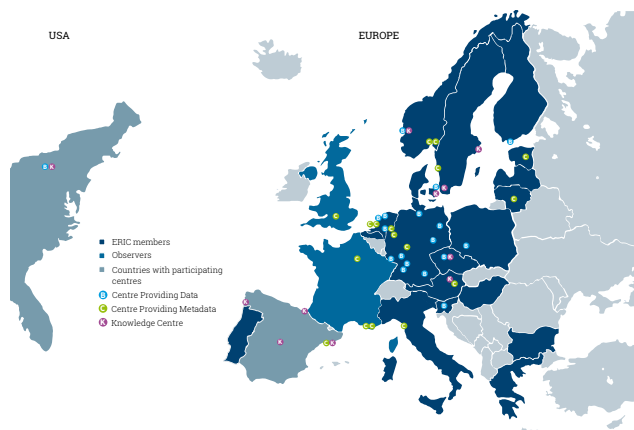 USA
EUROPE
ERIC members
Observers
Countries with participating
centres
B Centre Providing Data
C Centre Providing Metadata
K Knowledge Centre